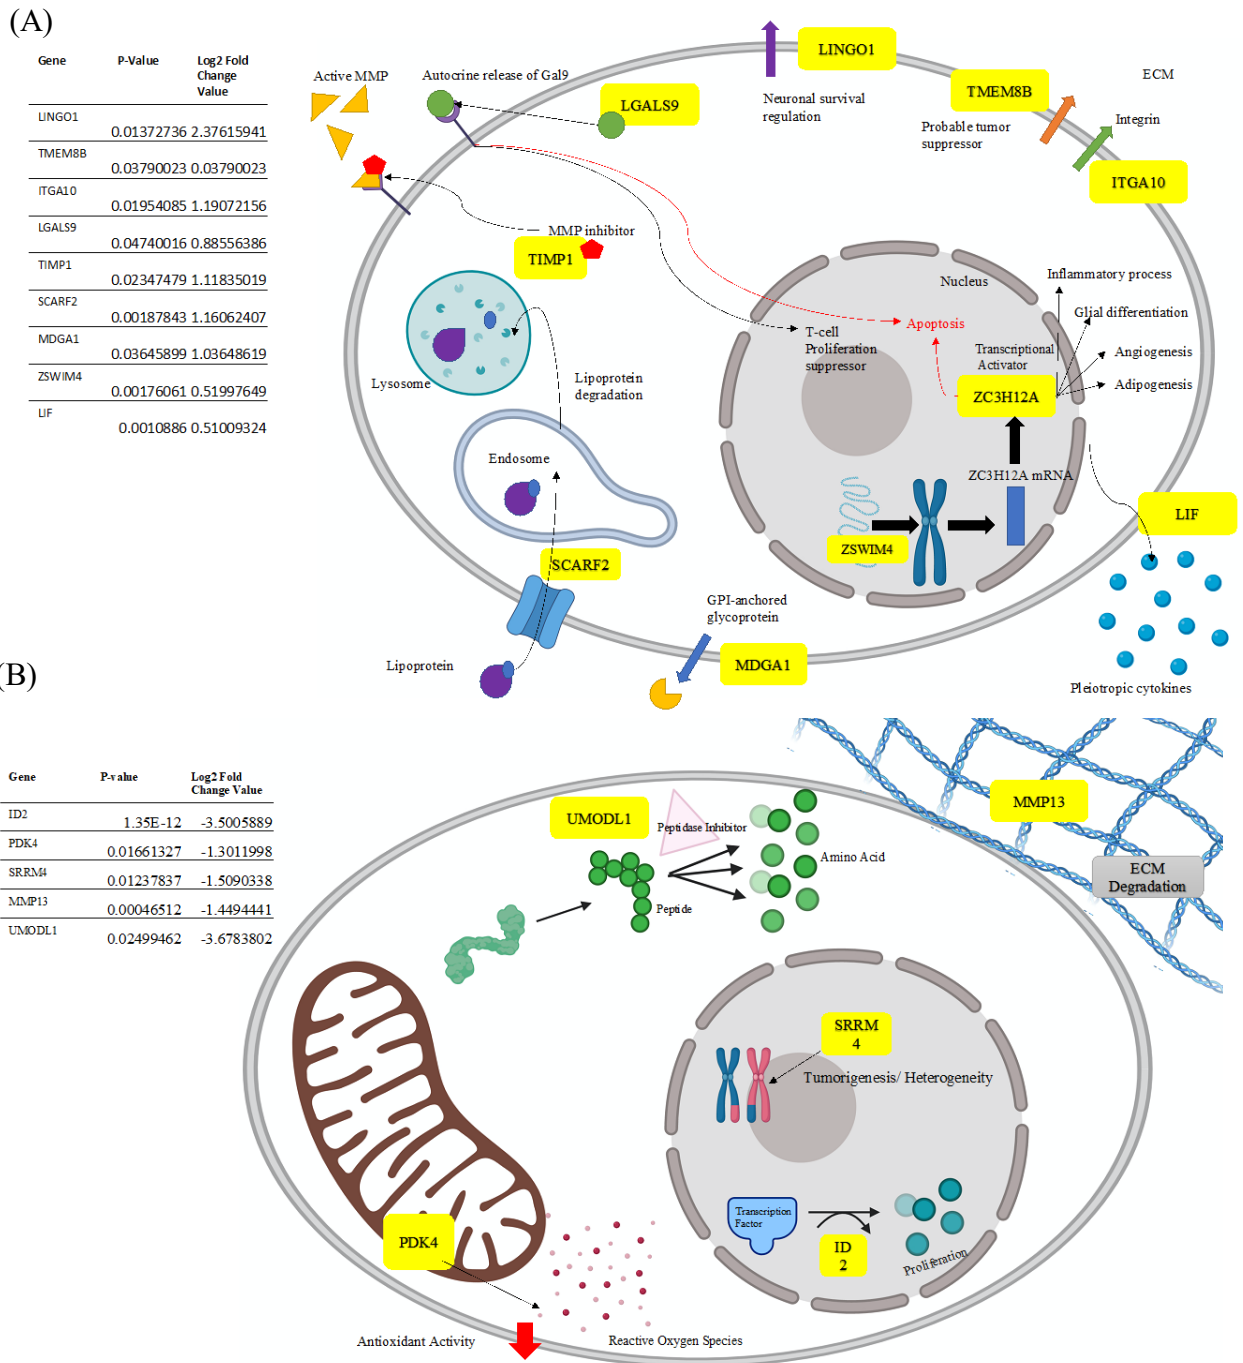 (A)
Gene P-Value Log2 Fold
Change
Value
LINGO1 0.01372736 2.37615941
TMEM8B 0.03790023 0.03790023
ITGA10 0.01954085 1.19072156
LGALS9 0.04740016 0.88556386
TIMP1 0.02347479 1.11835019
SCARF2 0.00187843 1.16062407
MDGA1 0.03645899 1.03648619
ZSWIM4 0.00176061 0.51997649
LIF 0.0010886 0.51009324
Active MMP
Autocrine release of Gal9
LGALS9
LINGO1
Neuronal survival
regulation
TMEM8B
Probable tumor
suppressor
ECM
Integrin
ITGA10
MMP inhibitor
TIMP1
Nucleus
Inflammatory process
Glial differentiation
Angiogenesis
Adipogenesis
Apoptosis
T-cell
Proliferation
suppressor
Transcriptional
Activator
ZC3H12A
ZC3H12A mRNA
ZSWIM4
Lysosome
Lipoprotein
degradation
Endosome
SCARF2
Lipoprotein
GPI-anchored
glycoprotein
MDGA1
LIF
Pleiotropic cytokines
(B)
Gene P-value Log2 Fold
Change Value
ID2 1.35E-12 -3.5005889
PDK4 0.01661327 -1.3011998
SRRM4 0.01237837 -1.5090338
MMP13 0.00046512 -1.4494441
UMODL1 0.02499462 -3.6783802
UMODL1
Peptidase Inhibitor
Peptide
Amino Acid
MMP13
ECM
Degradation
SRRM
4
Tumorigenesis/ Heterogeneity
Transcription
Factor
ID
2
Proliferation
PDK4
Antioxidant Activity
Reactive Oxygen Species